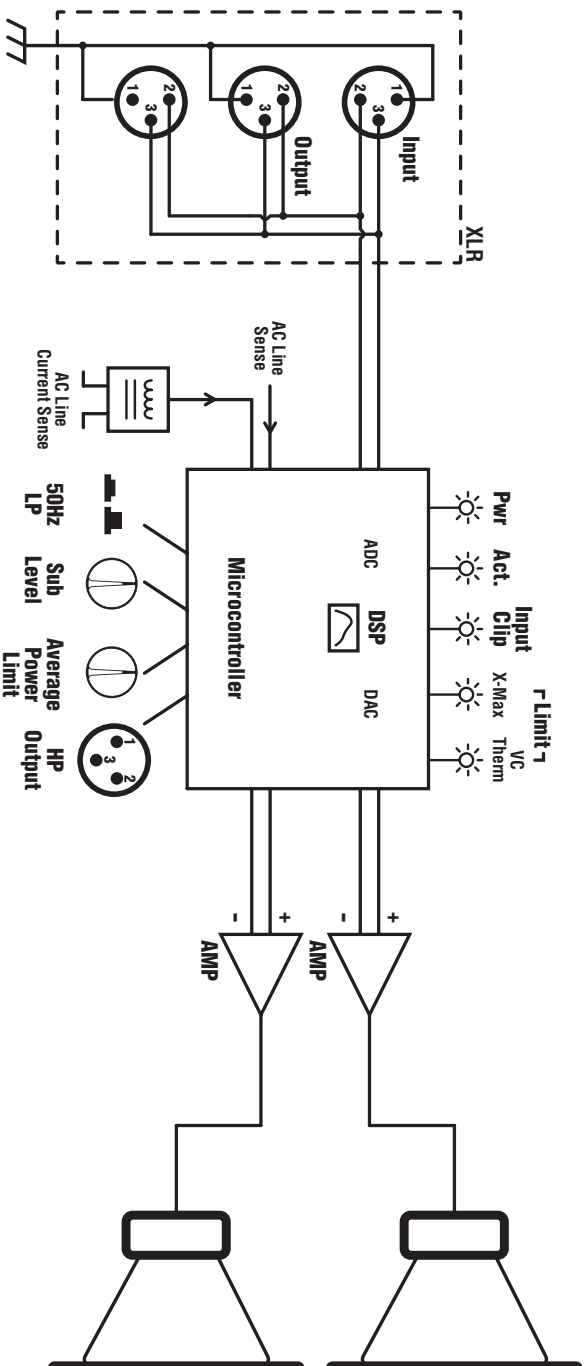 XLR
Input
1
2
3
Output
1
2
3
1
2
3
AC Line
Sense
AC Line
Current Sense
Pwr
Act.
Input
Clip
Limit
X-Max
VC
Therm
ADC
DSP
DAC
Microcontroller
50Hz
LP
Sub
Level
Average
Power
Limit
HP
Output
1
2
3
+
-
AMP
+
-
AMP